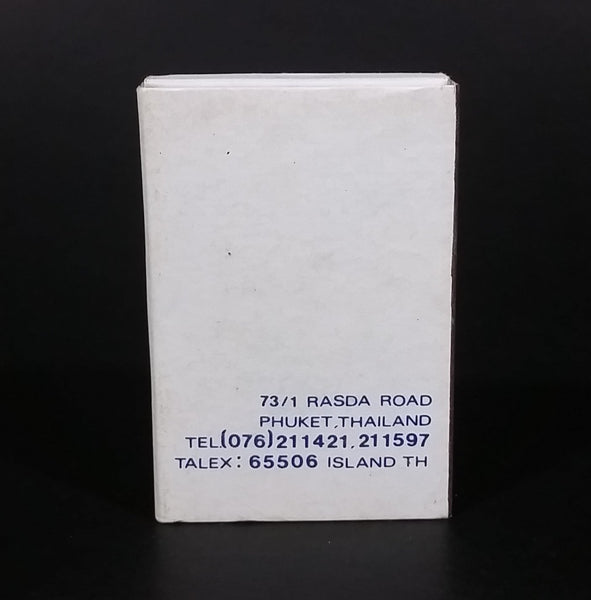 73/1 RASDA ROAD
PHUKET,THAILAND
TEL.(076)211421,211597
TALEX: 65506 ISLAND TH